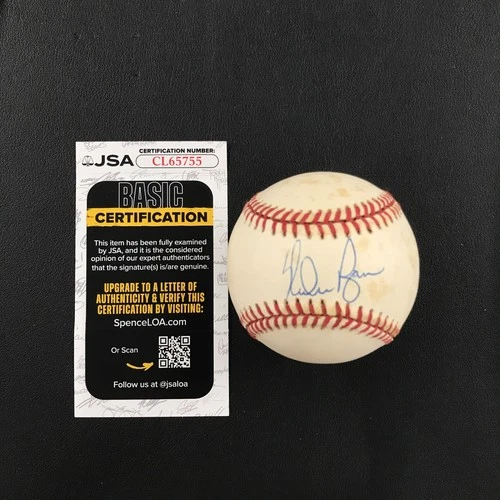 JSA
CERTIFICATION NUMBER:
CL65755
BASIC
CERTIFICATION
This item has been fully examined
by JSA, and it is the considered
opinion of our expert authenticators
that the signature(s) is/are genuine.
UPGRADE TO A LETTER OF
AUTHENTICITY & VERIFY THIS
CERTIFICATION BY VISITING:
SpenceLOA.com
Or Scan
Follow us at @jsaloa
Nolan Ryan